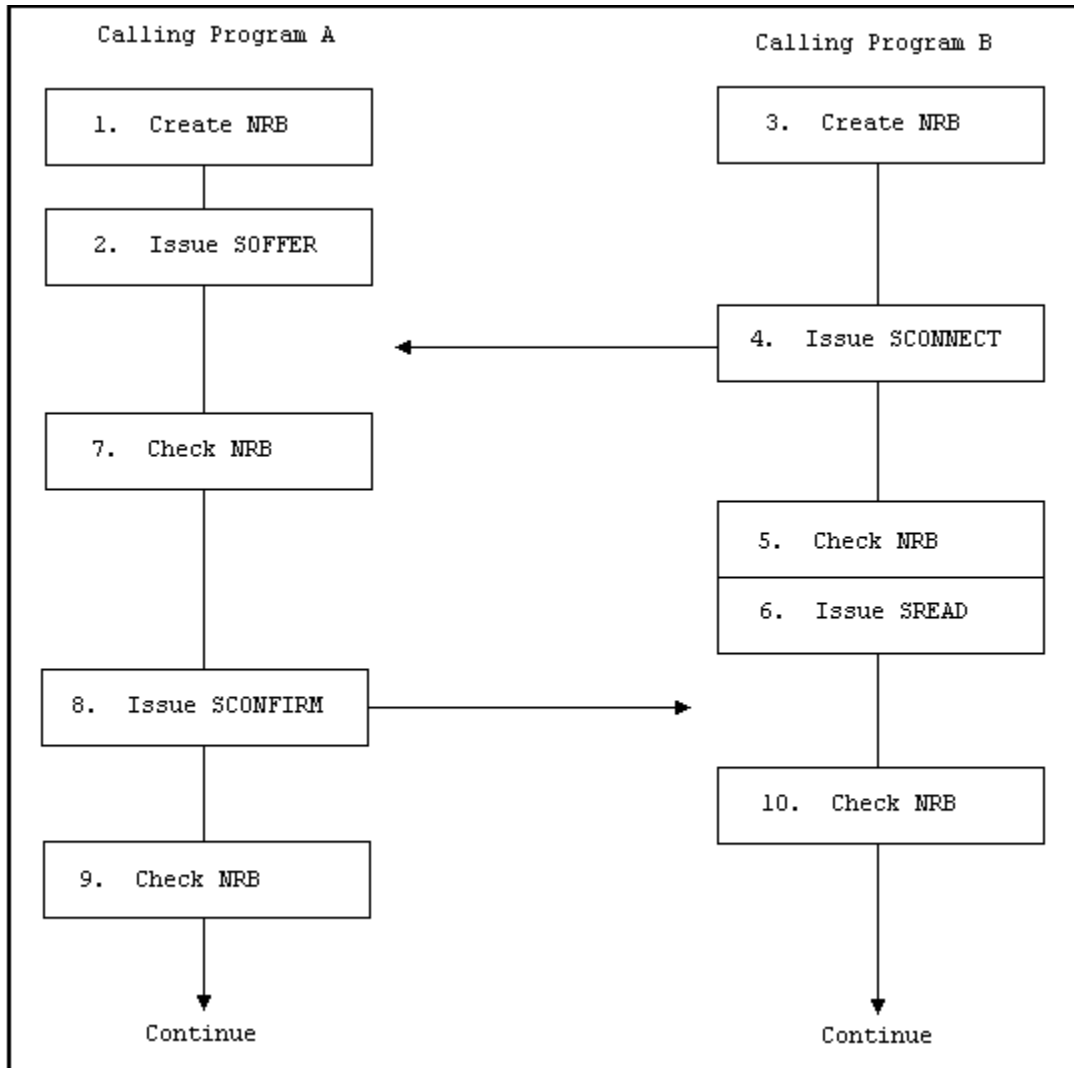 Calling Program A
1. Create NRB
2. Issue SOFFER
7. Check NRB
8. Issue SCONFIRM
9. Check NRB
Continue
Calling Program B
3. Create NRB
4. Issue SCONNECT
5. Check NRB
6. Issue SREAD
10. Check NRB
Continue